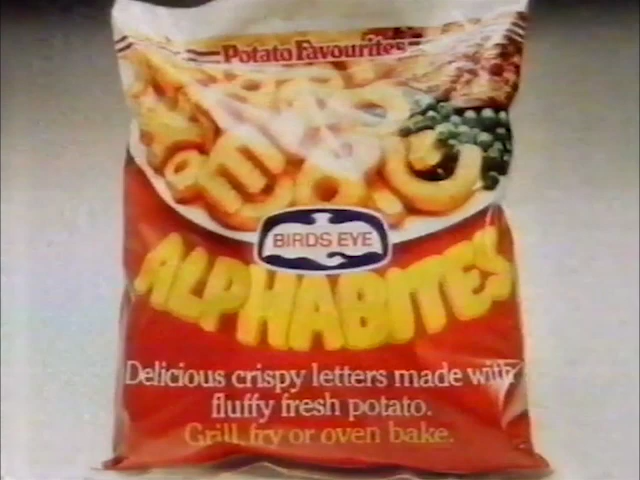 Potato Favourites
BIRDS EYE
ALPHABITES
Delicious crispy letters made with
fluffy fresh potato.
Grill, fry or oven bake.